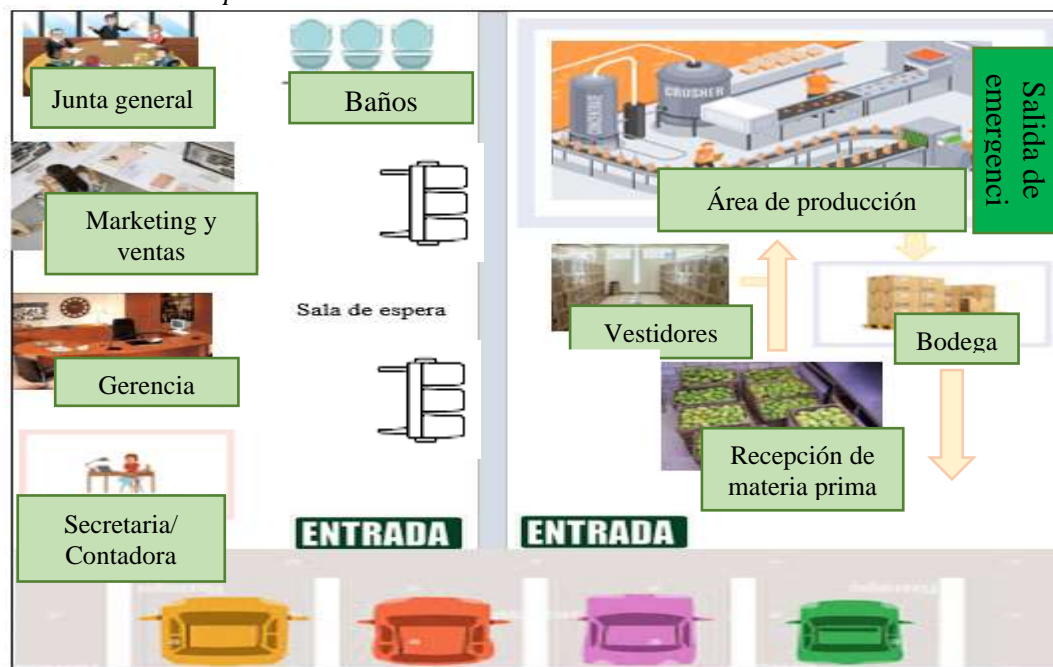 Junta general
Baños
CRUSHER
Salida de
emergenci
Área de producción
Marketing y
ventas
Sala de espera
Vestidores
Bodega
Gerencia
Recepción de
materia prima
Secretaria/
Contadora
ENTRADA
ENTRADA